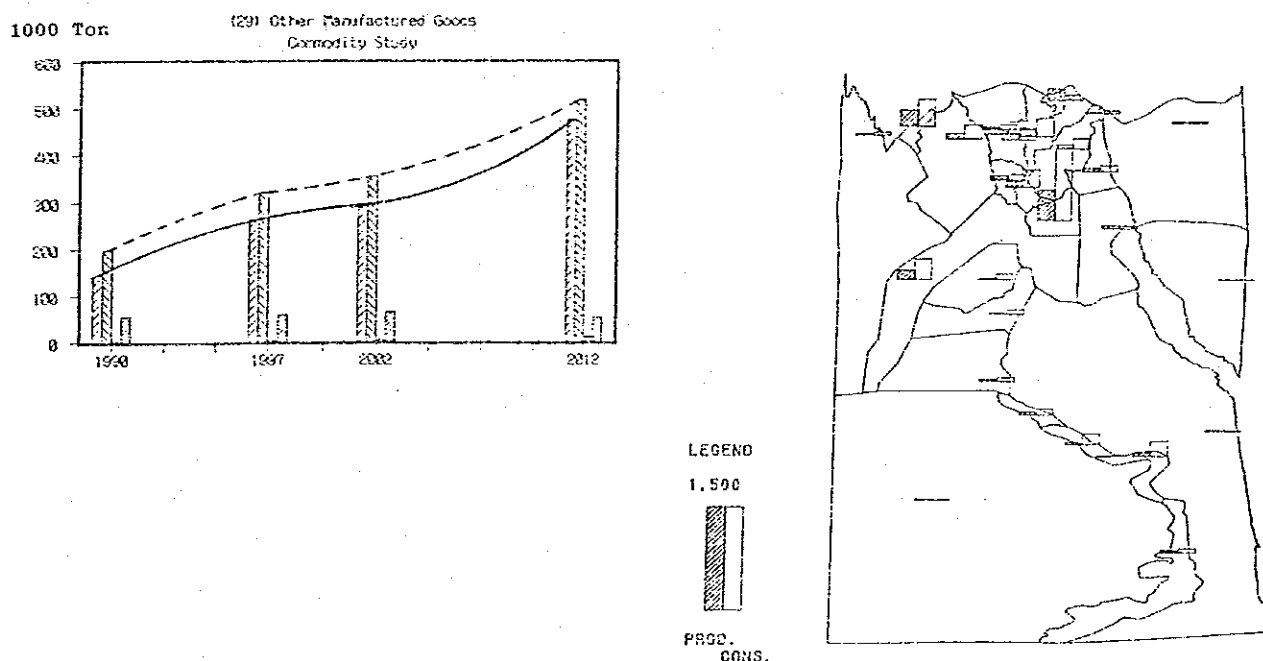 1000 Ton
(29) Other Manufactured Goods
Commodity Study
600
500
400
300
200
100
0
1990
1997
2002
2012
LEGEND
1,500
PROD.
CONS.